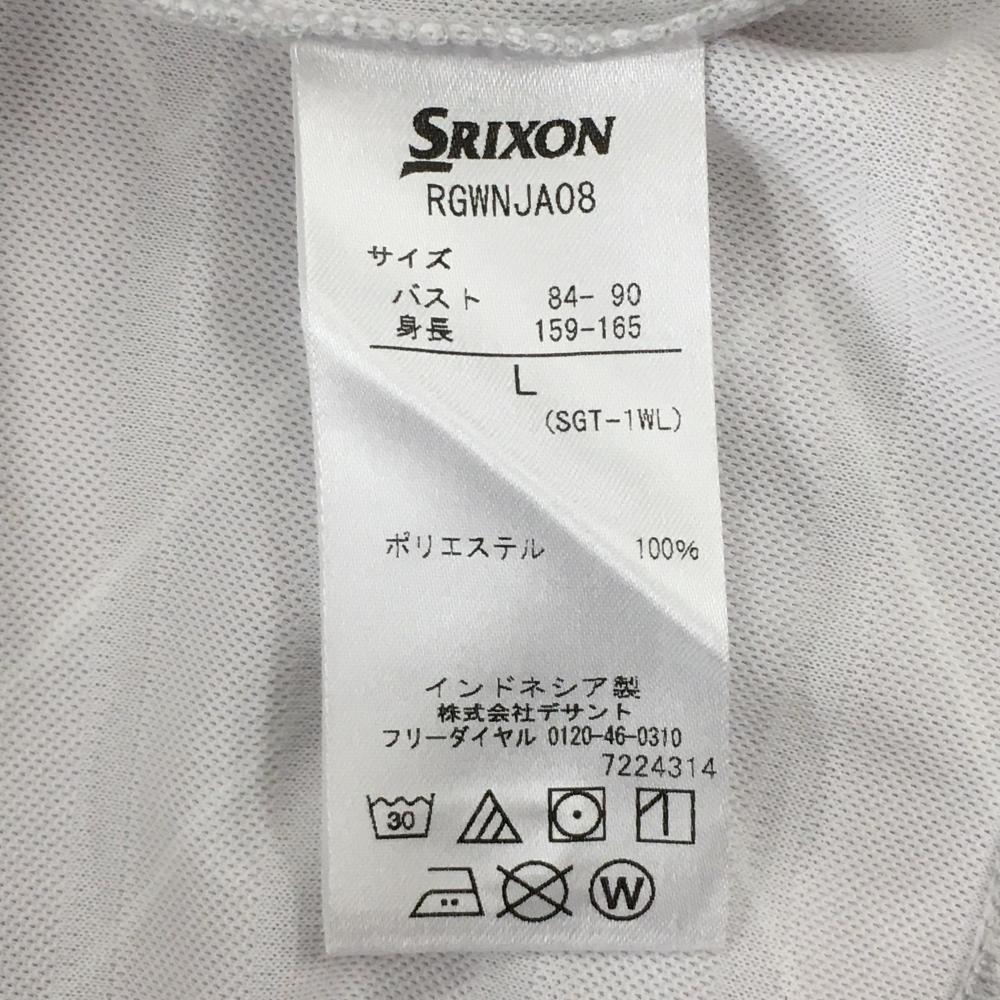 SRIXON
RGWNJA08
サイズ
バスト 84- 90
身長 159-165
L
(SGT-1WL)
ポリエステル 100%
インドネシア製
株式会社デサント
フリーダイヤル 0120-46-0310
7224314
30
W